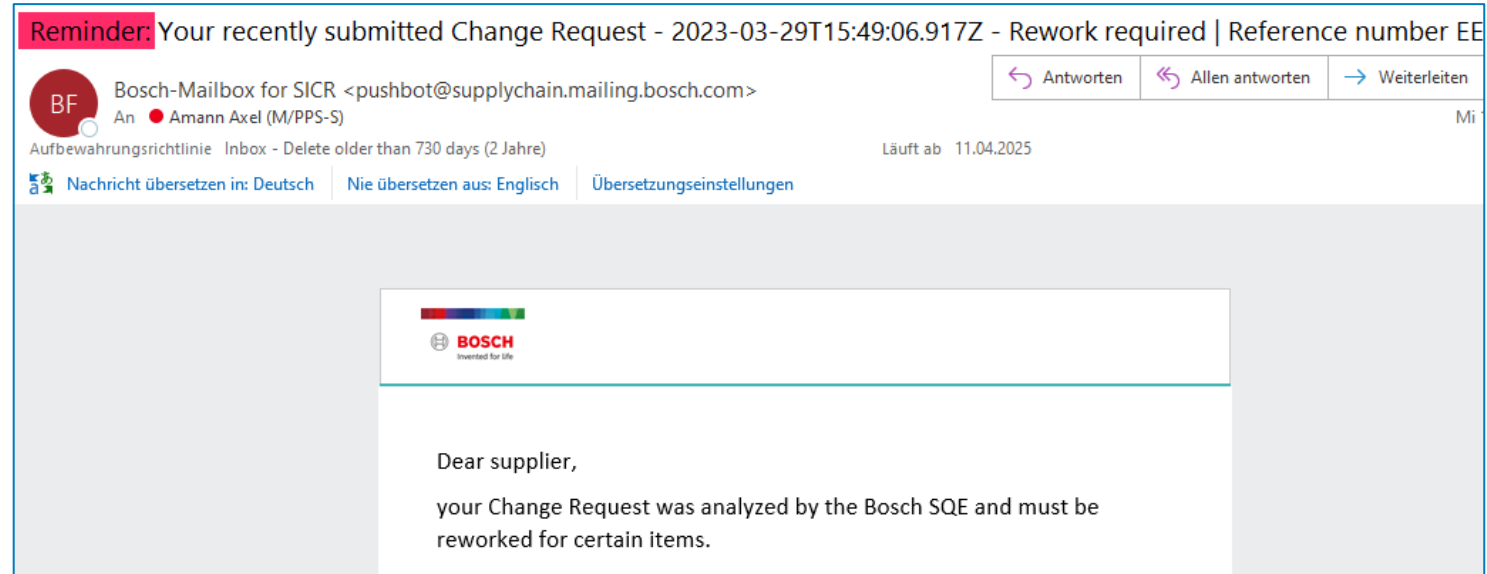 Reminder: Your recently submitted Change Request - 2023-03-29T15:49:06.917Z - Rework required | Reference number EE
Antworten
Allen antworten
Weiterleiten
BF
Bosch-Mailbox for SICR <pushbot@supplychain.mailing.bosch.com>
An Amann Axel (M/PPS-S)
Mi
Aufbewahrungsrichtlinie Inbox - Delete older than 730 days (2 Jahre)
Läuft ab 11.04.2025
Nachricht übersetzen in: Deutsch
Nie übersetzen aus: Englisch
Übersetzungseinstellungen
BOSCH
Invented for life
Dear supplier,
your Change Request was analyzed by the Bosch SQE and must be
reworked for certain items.